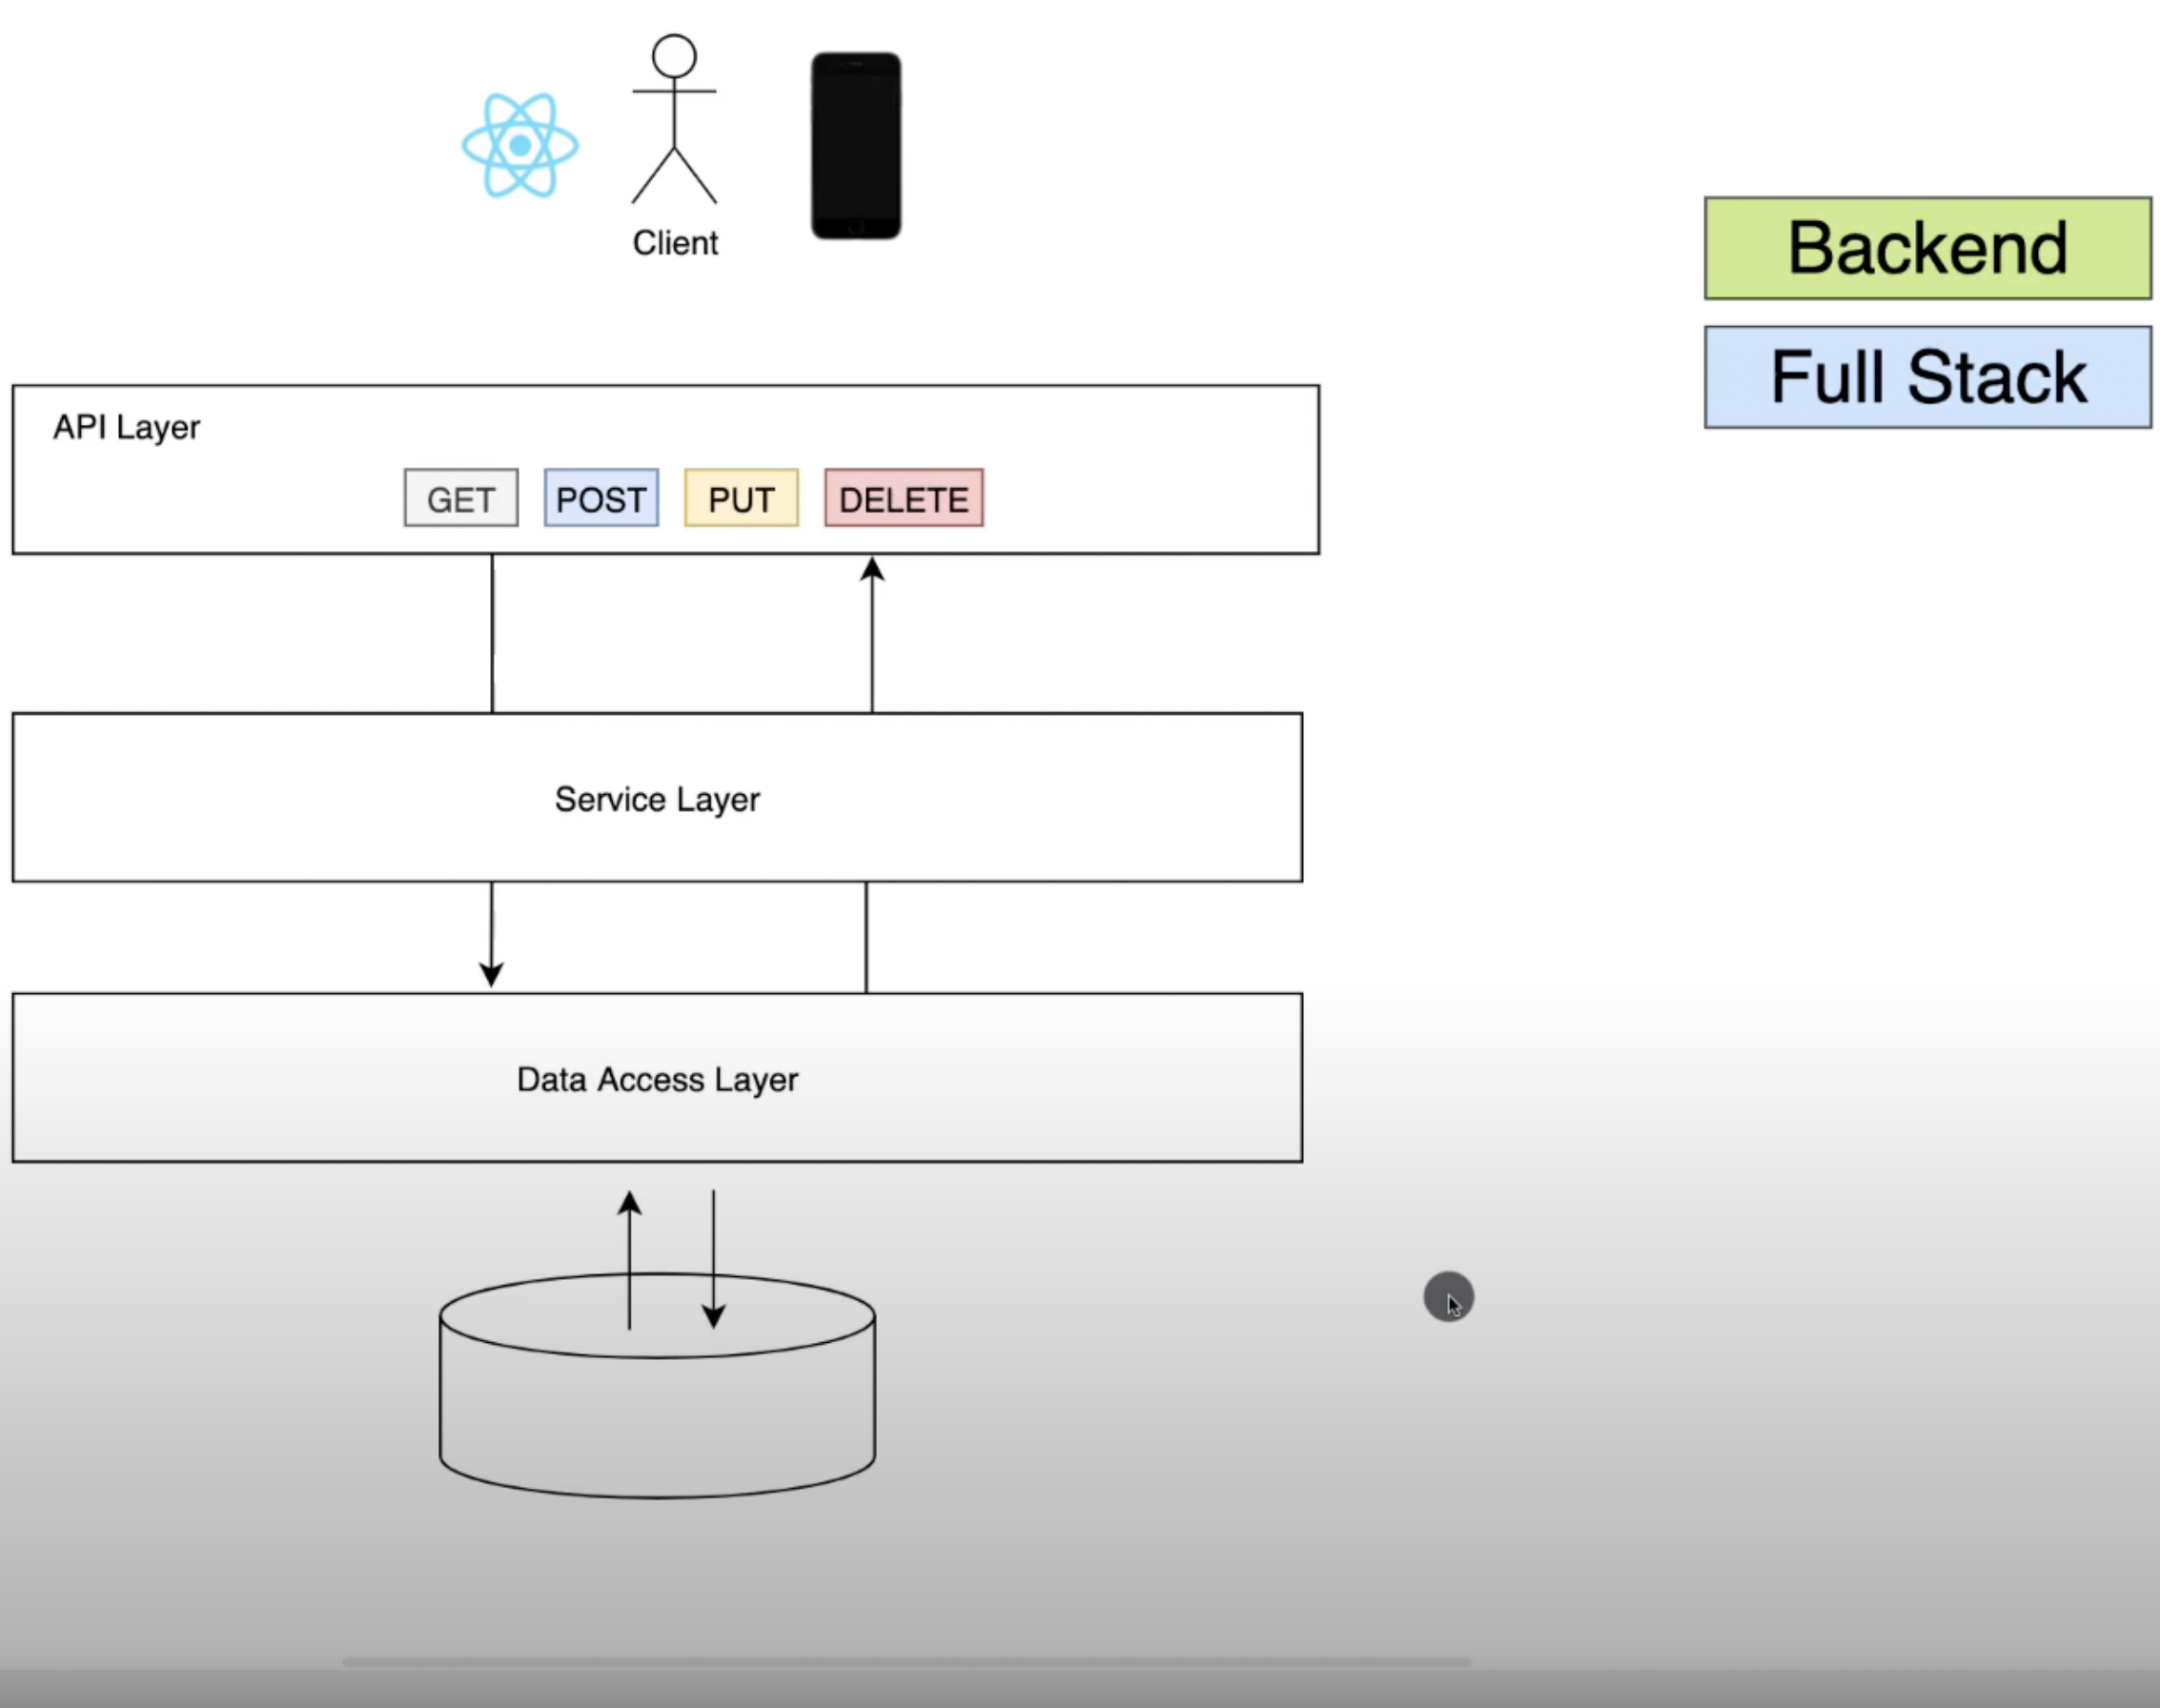 Client
Backend
Full Stack
API Layer
GET POST PUT DELETE
Service Layer
Data Access Layer